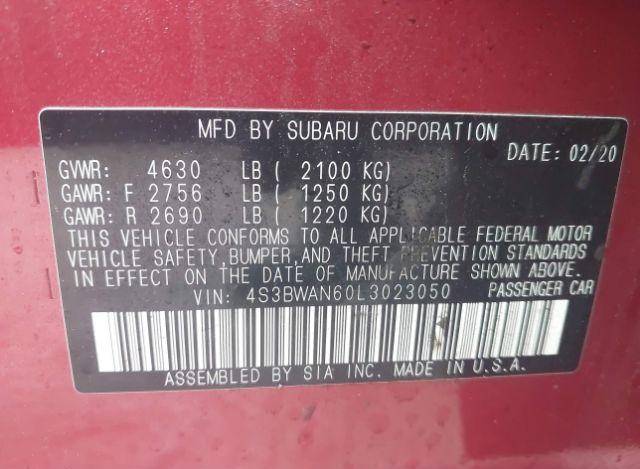 MFD BY SUBARU CORPORATION
DATE: 02/20
GVWR: 4630 LB ( 2100 KG)
GAWR: F 2756 LB ( 1250 KG)
GAWR: R 2690 LB ( 1220 KG)
THIS VEHICLE CONFORMS TO ALL APPLICABLE FEDERAL MOTOR
VEHICLE SAFETY, BUMPER, AND THEFT PREVENTION STANDARDS
IN EFFECT ON THE DATE OF MANUFACTURE SHOWN ABOVE.
VIN: 4S3BWAN60L3023050 PASSENGER CAR
ASSEMBLED BY SIA INC. MADE IN U.S.A.